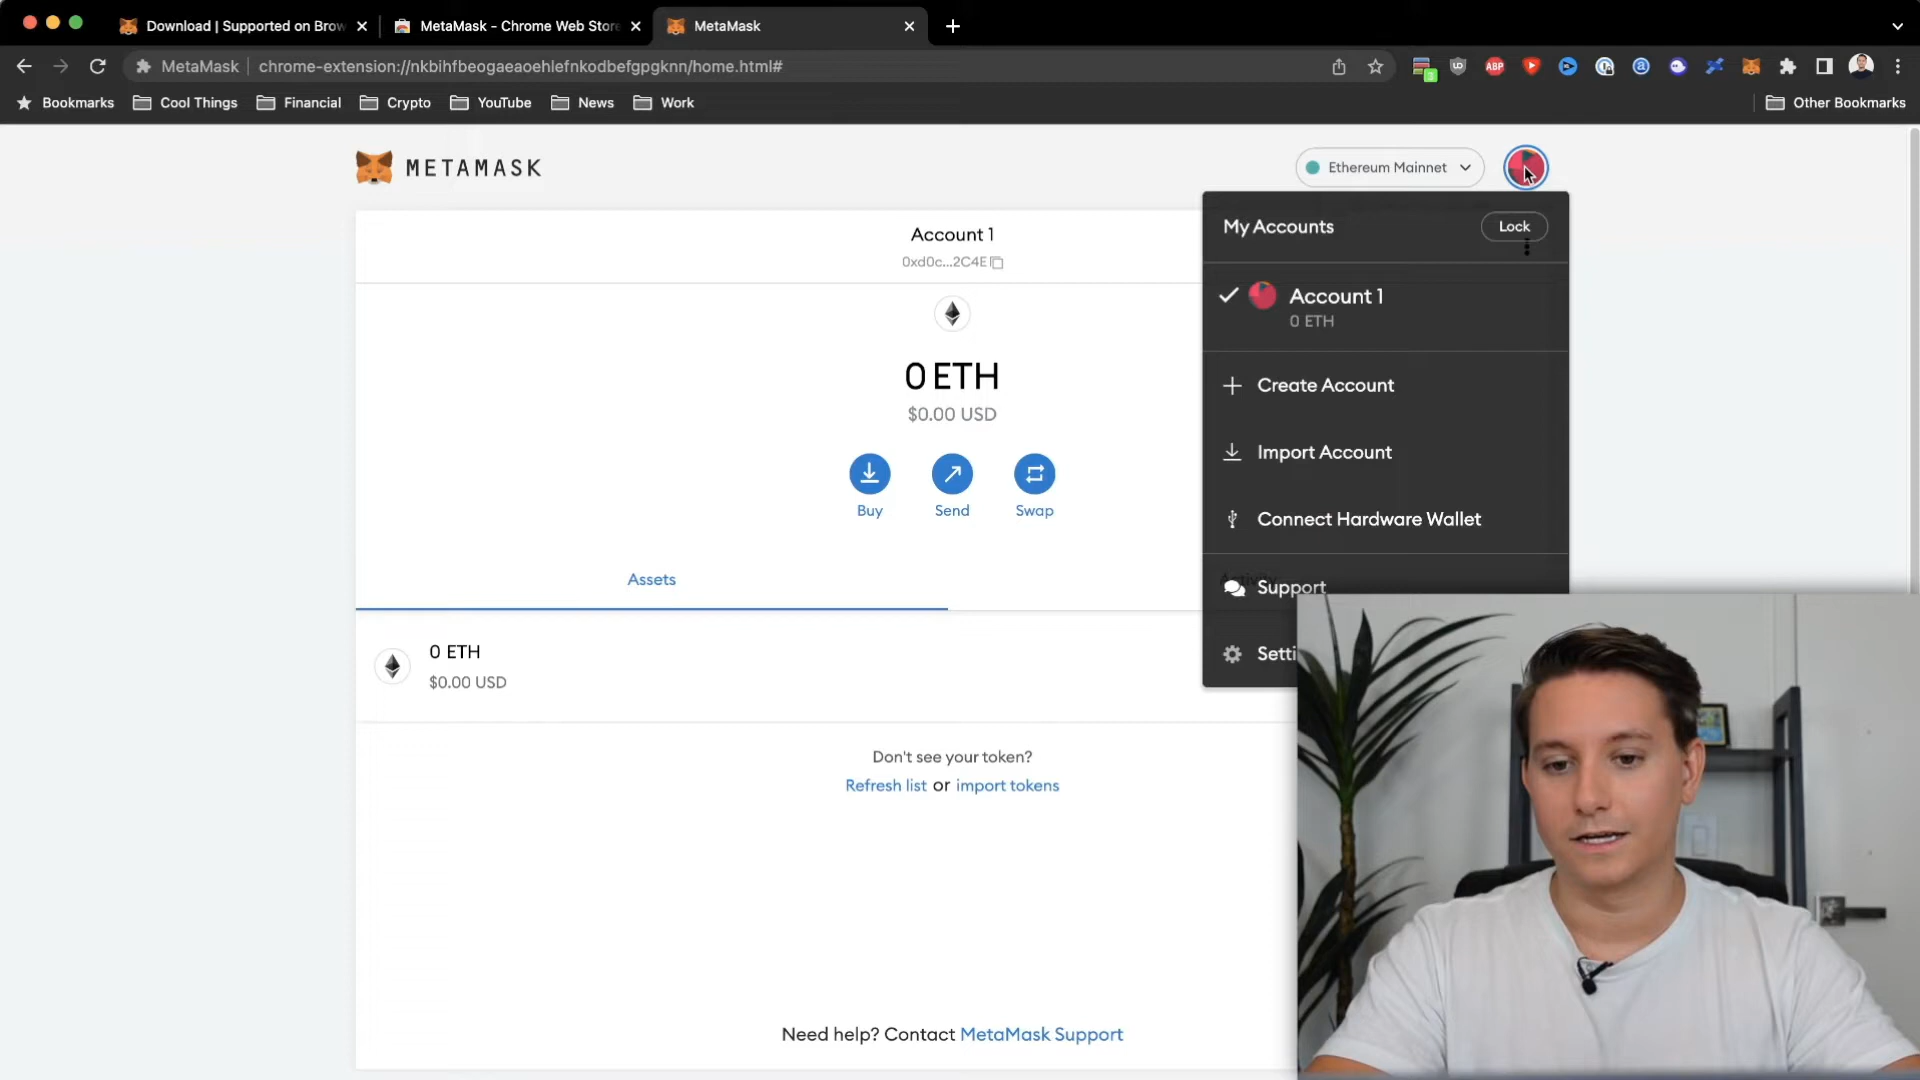 Download | Supported on Brow
MetaMask - Chrome Web Store
MetaMask
MetaMask
chrome-extension://nkbihfbeogaeaoehlefnkodbefgpgknn/home.html#
3
UD
ABP
Bookmarks
Cool Things
Financial
Crypto
YouTube
News
Work
Other Bookmarks
METAMASK
Ethereum Mainnet
Account 1
0xd0c...2C4E
0 ETH
$0.00 USD
Buy
Send
Swap
Assets
0 ETH
$0.00 USD
Don't see your token?
Refresh list or import tokens
Need help? Contact MetaMask Support
My Accounts
Lock
Account 1
0 ETH
Create Account
Import Account
Connect Hardware Wallet
Support
Setti